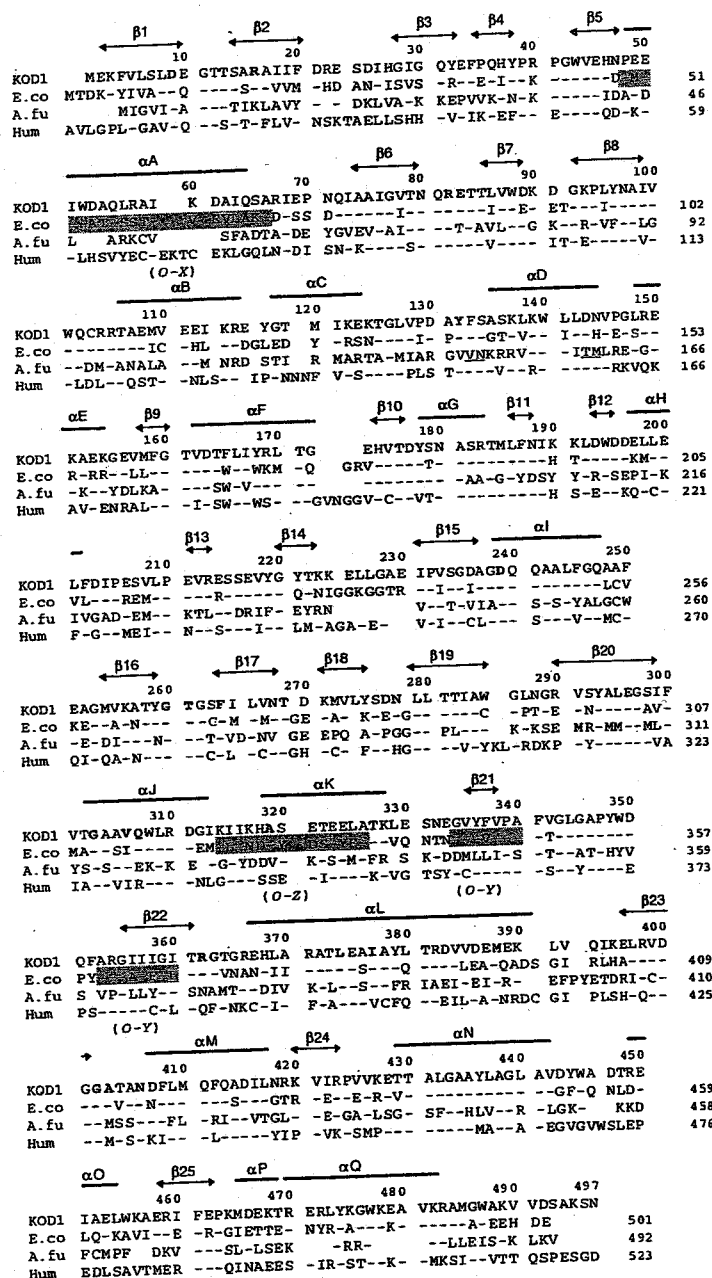 β1 β2 β3 β4 β5
10 20 30 40 50
KOD1 MEKFVLSLDE GTTSARAIIF DRE SDIHGIG QYEFPQHYPR PGWVEHNPEE
E.co MTDK-YIVA--Q ----S--VVM -HD AN-ISVS -R--E-I--K -----D 51
A.fu MIGVI-A ---TIKLAVY --DKLVA-K KEPVVK-N-K -----IDA-D 46
Hum AVLGPL-GAV-Q ---S-T-FLV- NSKTAELLSHH -V-IK-EF-- E---QD-K- 59
αA β6 β7 β8
60 70 80 90 100
KOD1 IWDAQLRAI K DAIQSARIEP NQIAAIGVTN QRETTLVWDK D GKPLYNAIV
E.co D-SS D------I--- -----I--E- ET---I---- 102
A.fu L ARKCV SFADTA-DE YGVEV-AI---- --T-AVL--G K--R-VF--LG 92
Hum -LHSVYEC-EKTC EKLGQLN-DI SN-K----S-- -----V---- IT-E-----V- 113
(O-X)
αB αC αD
110 120 130 140 150
KOD1 WQCRRTAEMV EEI KREYGT M IKEKTGLVPD AYFSASKLKW LLDNVPGLRE
E.co -------IC- -HL --DGLED Y -RSN----I- P----GT-V- I--H-E-S-- 153
A.fu --DM-ANALA --M NRD STI R MARTA-MIARG VVNKRRV- ---ITMLREG-G- 166
Hum -LDL--QST- -NLS-- IP-NNNF V-S-----PLS T-----V--R- -----RKVQK 166
αE β9 αF β10 αG β11 β12 αH
160 170 180 190 200
KOD1 KAEKGEVMFG TVDTFLIYRL TG EHVTDYSN ASRTMLFNIK KLDWDDELLE
E.co R-RR--LL-- ----W--WKM -Q GRV-----T- --------H T-----KM-- 205
A.fu -K--YDLKA- ---SW-V--- ------- --AA-G-YDSY Y-R-SEPI-K 216
Hum AV-ENRAL-- -I-SW--WS- -GVNGGV-C--VT- --------H S-E--KQ-C- 221
β13 β14 β15 αI
210 220 230 240 250
KOD1 LFDIPESVLP EVRESSEVYG YTKK ELLGAE IPVSGDAGDQ QAALFGQAAF
E.co VL---REM-- ---R----- Q-NIGGKGGTR --I--I---- ------LCV 256
A.fu IVGAD-EM-- KTL--DRIF- EYRN V--T-VIA-- S-S-YALGCW 260
Hum F-G--MEI-- N--S---I-- LM-AGA-E- V-I--CL--- S---V--MC- 270
β16 β17 β18 β19 β20
260 270 280 290 300
KOD1 EAGMVKATYG TGSFILVNT D KMVLYSDN LL TTIAW GLNGR VSYALEGSIF
E.co KE--A-N--- --C-M -M--GE -A- K-E-G--- ----C -PT-E -N-----AV- 307
A.fu -E-DI---N- --T-VD-NV GE EPQ A-PGG-- PL--- K-KSE MR-MM--ML- 311
Hum QI-QA-N--- --C-L -C--GH -C- F--HG-- --V-YKL-RDKP -Y-----VA 323
αJ αK β21
310 320 330 340 350
KOD1 VTGAAVQWLR DGIKIIKHAS ETEELATKLE SNEGVYFVPA FVGLGAPYWD
E.co MA--SI---- -EM --VQ NTN -T-------- 357
A.fu YS-S--EK-K E -G-YDDV- K-S-M-FR S K-DDMLLI-S -T--AT-HYV 359
Hum IA--VIR--- -NLG---SSE -I----K-VG TSY-C----- -S--Y----E 373
(O-Z) (O-Y)
β22 αL β23
360 370 380 390 400
KOD1 QFARGIIIGI TRGTGREHLA RATLEAIAYL TRDVVDEMEK LV QIKELRVD
E.co PY ---VNAN-II -----S--Q ---LEA-QADS GI RLHA---- 409
A.fu S VP-LLY-- SNAMT--DIV K-L--S--FR IAEI-EI-R- EFPYETDRI-C- 410
Hum PS-----C-L -QF-NKC-I- F-A---VCFQ --EIL-A-NRDC GI PLSH-Q-- 425
(O-Y)
αM β24 αN
410 420 430 440 450
KOD1 GGATANDFLM QFQADILNRK VIRPVVKETT ALGAAYLAGL AVDYWADTRE
E.co ---V--N--- ----S---GTR -E--E-R-V- ---------- --GF-Q NLD- 459
A.fu -MSS---FL --RI--VTGL- -E-GA-LSG- SF--HLV--R -LGK- KKD 458
Hum --M-S-KI-- --L----YIP -VK-SMP--- -----MA--A -EGVGVWSLEP 476
αO β25 αP αQ
460 470 480 490 497
KOD1 IAELWKAERI FEPKMDEKTR ERLYKGWKEA VKRAMGWAKV VDSAKSN
E.co LQ-KAVI--E --R-GIETTE- NYR-A---K- -----A-EEH DE 501
A.fu FCMPF DKV ---SL-LSEK -RR- --LLEIS-K LKV 492
Hum EDLSAVTMER ---QINAEES -IR-ST--K- -MKSI--VTT QSPESGD 523